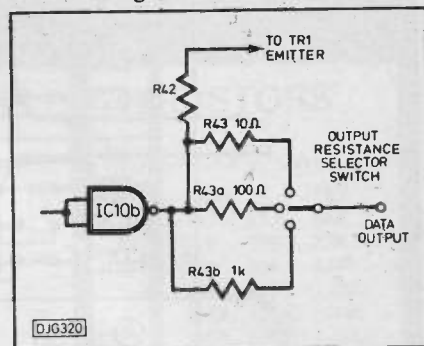 TO TR1
EMITTER
R42
R43 10Ω
OUTPUT
RESISTANCE
SELECTOR
SWITCH
IC10b
R43a 100Ω
DATA
OUTPUT
R43b 1k
DJG320